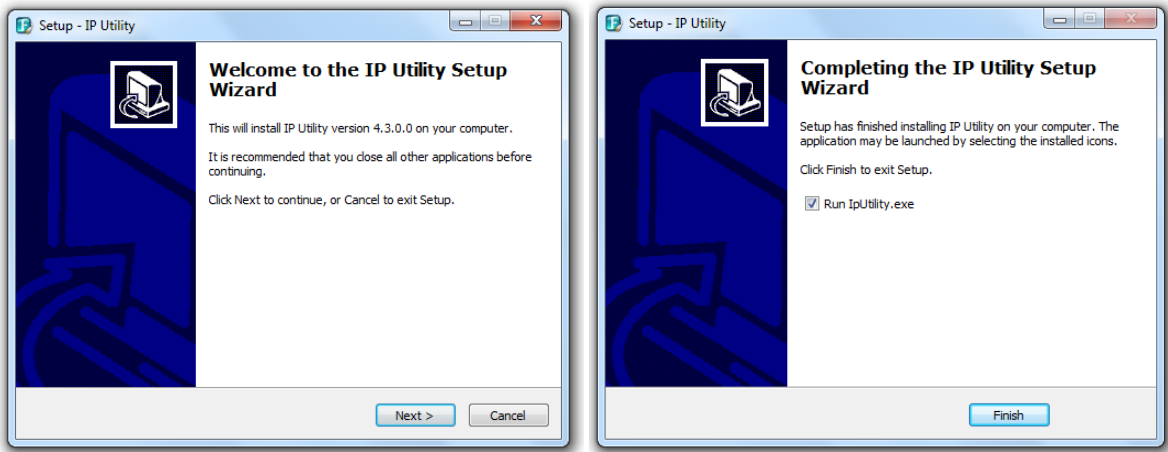 Setup - IP Utility
Welcome to the IP Utility Setup
Wizard
This will install IP Utility version 4.3.0.0 on your computer.
It is recommended that you close all other applications before
continuing.
Click Next to continue, or Cancel to exit Setup.
Next >
Cancel
Setup - IP Utility
Completing the IP Utility Setup
Wizard
Setup has finished installing IP Utility on your computer. The
application may be launched by selecting the installed icons.
Click Finish to exit Setup.
Run IpUtility.exe
Finish